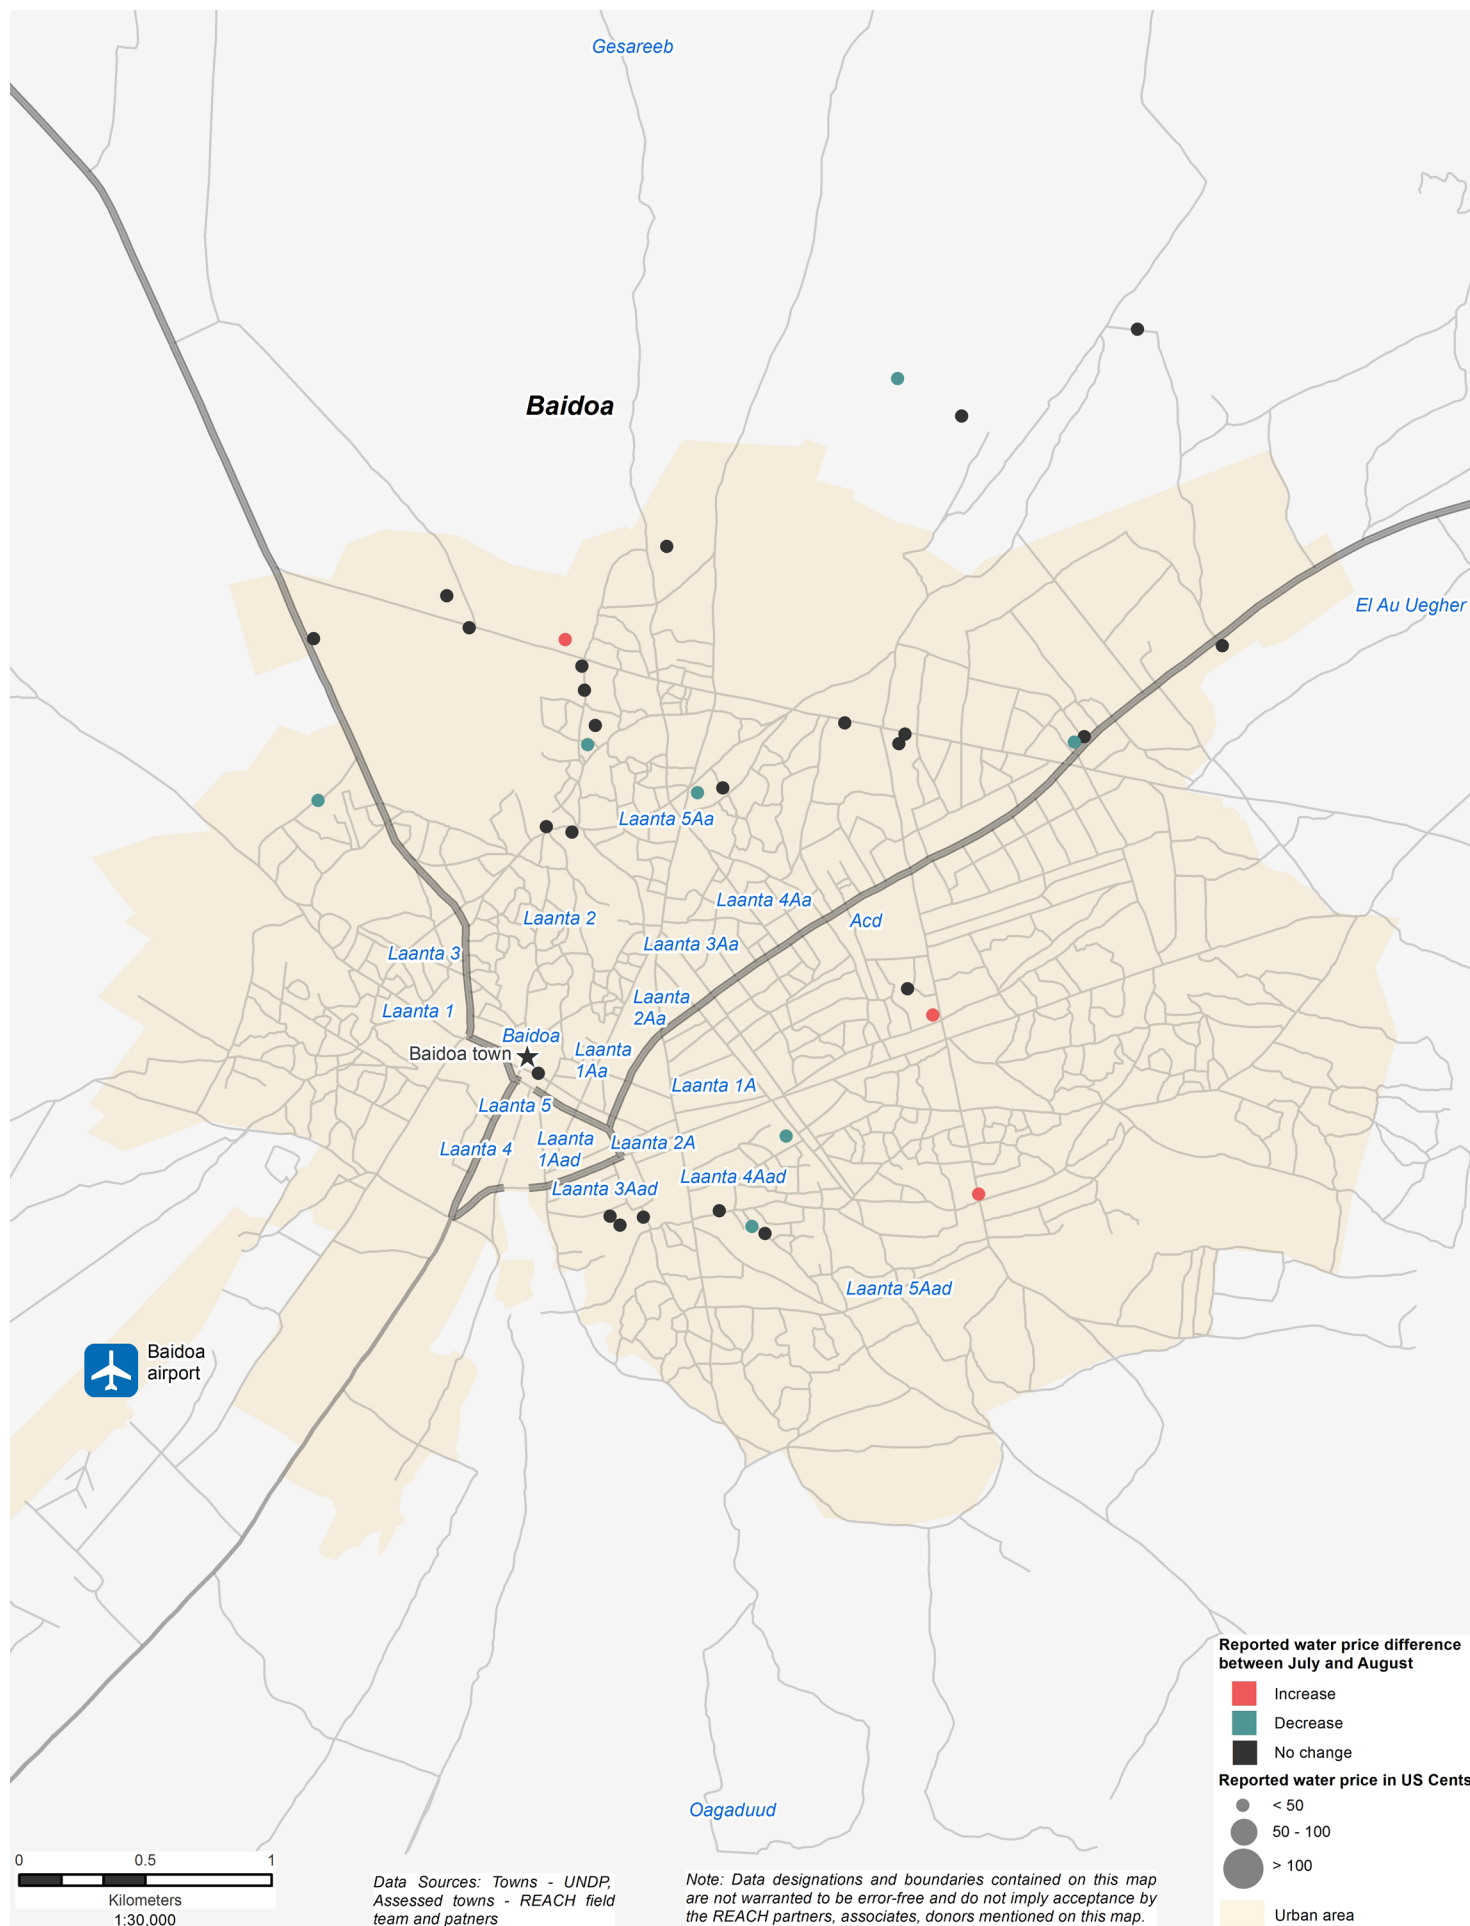 Gesareeb
Baidoa
El Au Uegher
Laanta 5Aa
Laanta 4Aa
Laanta 2
Acd
Laanta 3Aa
Laanta 3
Laanta
2Aa
Laanta 1
Baidoa
Baidoa town
Laanta
1Aa
Laanta 1A
Laanta 5
Laanta 4
Laanta
1Aad
Laanta 2A
Laanta 4Aad
Laanta 3Aad
Laanta 5Aad
Baidoa
airport
Oagaduud
Reported water price difference
between July and August
Increase
Decrease
No change
Reported water price in US Cents
< 50
50 - 100
> 100
Urban area
0 0.5 1
Kilometers
1:30,000
Data Sources: Towns - UNDP,
Assessed towns - REACH field
team and patners
Note: Data designations and boundaries contained on this map
are not warranted to be error-free and do not imply acceptance by
the REACH partners, associates, donors mentioned on this map.